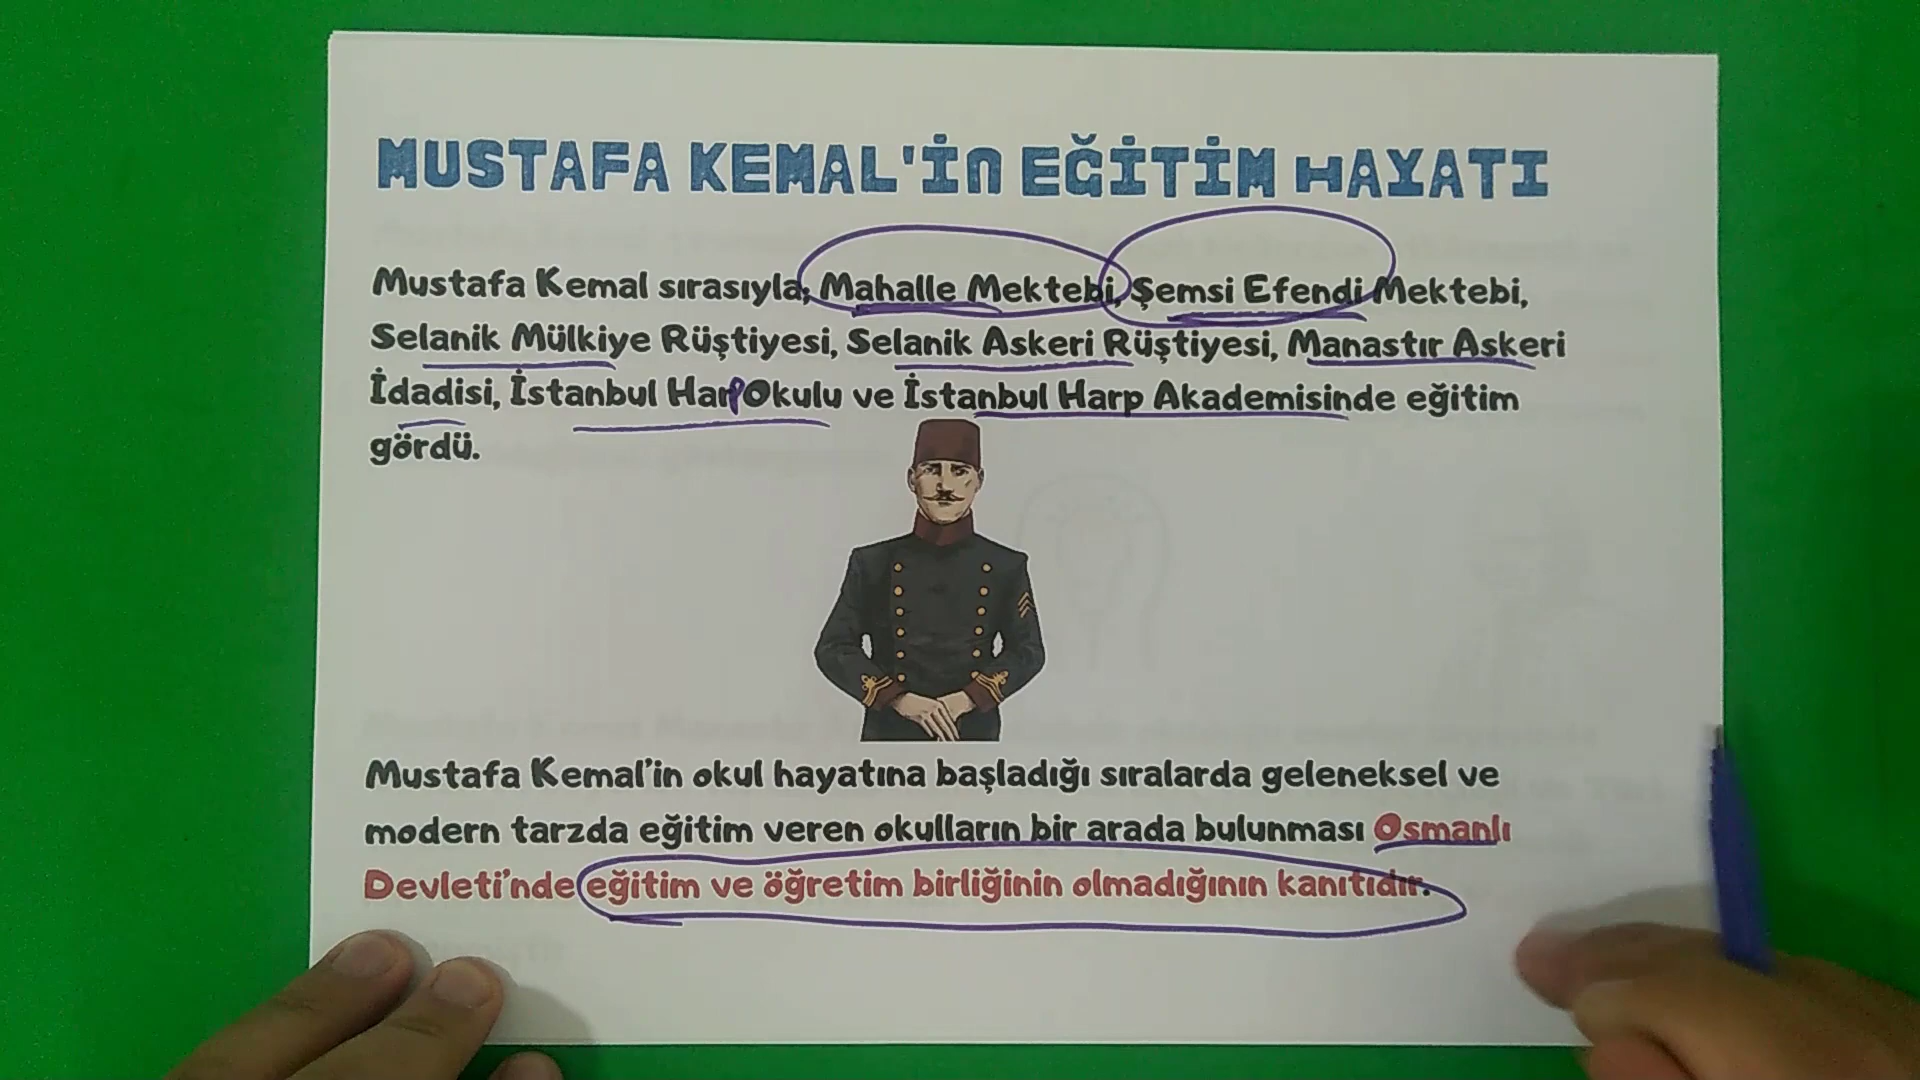 MUSTAFA KEMAL'İN EĞİTİM HAYATI
Mustafa Kemal sırasıyla; Mahalle Mektebi, Şemsi Efendi Mektebi,
Selanik Mülkiye Rüştiyesi, Selanik Askeri Rüştiyesi, Manastır Askeri
İdadisi, İstanbul Harp Okulu ve İstanbul Harp Akademisinde eğitim
gördü.
Mustafa Kemal'in okul hayatına başladığı sıralarda geleneksel ve
modern tarzda eğitim veren okulların bir arada bulunması Osmanlı
Devleti'nde eğitim ve öğretim birliğinin olmadığının kanıtıdır.